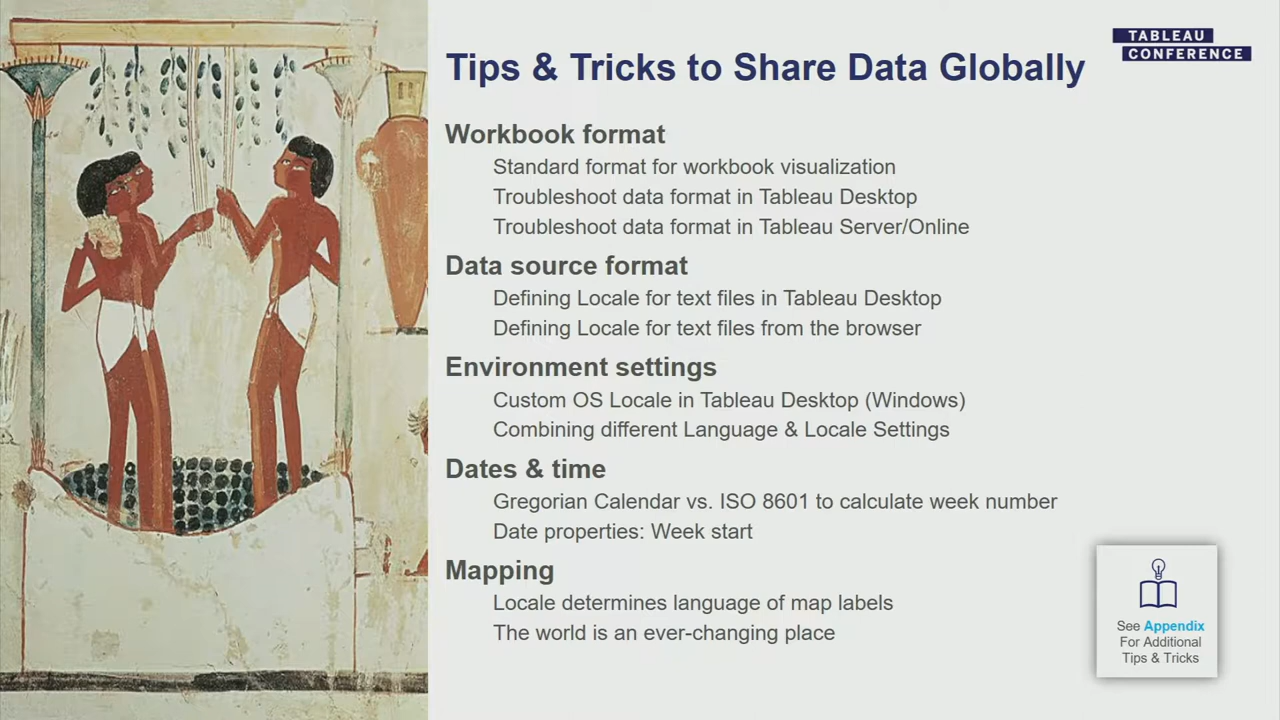 TABLEAU
CONFERENCE
Tips & Tricks to Share Data Globally
Workbook format
Standard format for workbook visualization
Troubleshoot data format in Tableau Desktop
Troubleshoot data format in Tableau Server/Online
Data source format
Defining Locale for text files in Tableau Desktop
Defining Locale for text files from the browser
Environment settings
Custom OS Locale in Tableau Desktop (Windows)
Combining different Language & Locale Settings
Dates & time
Gregorian Calendar vs. ISO 8601 to calculate week number
Date properties: Week start
Mapping
Locale determines language of map labels
The world is an ever-changing place
See Appendix
For Additional
Tips & Tricks